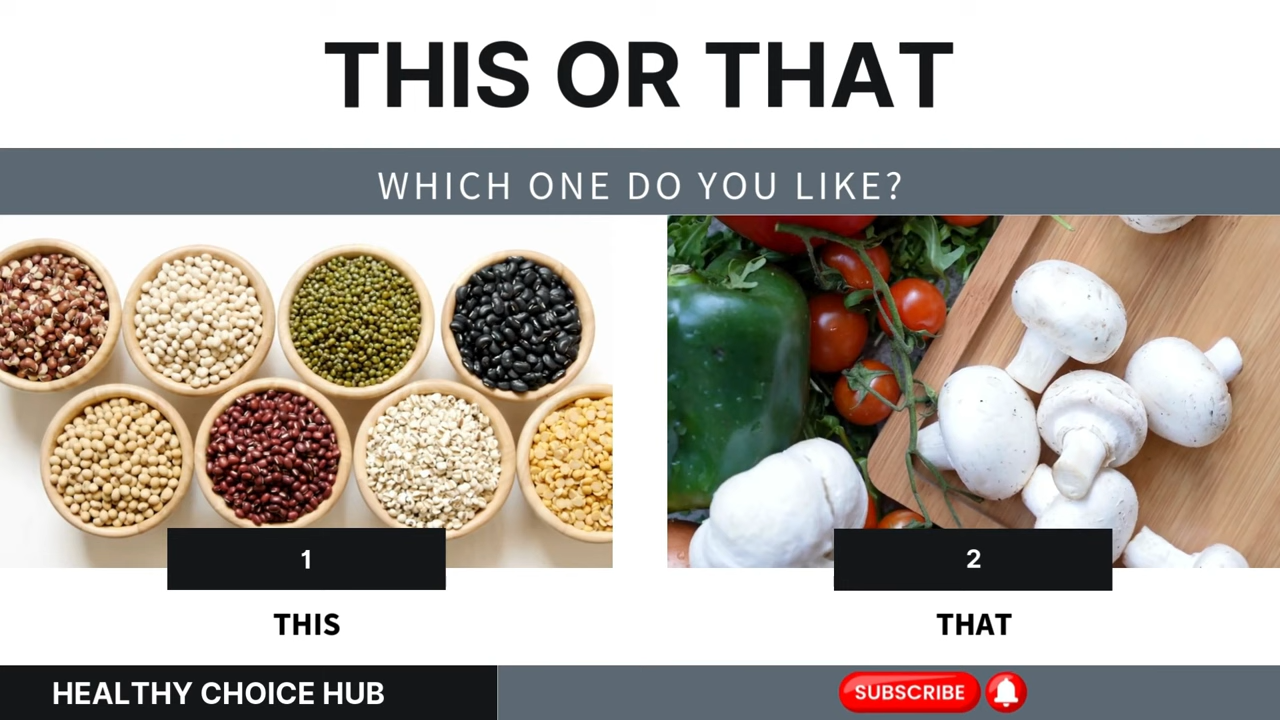 THIS OR THAT
WHICH ONE DO YOU LIKE?
1
2
THIS
THAT
HEALTHY CHOICE HUB
SUBSCRIBE